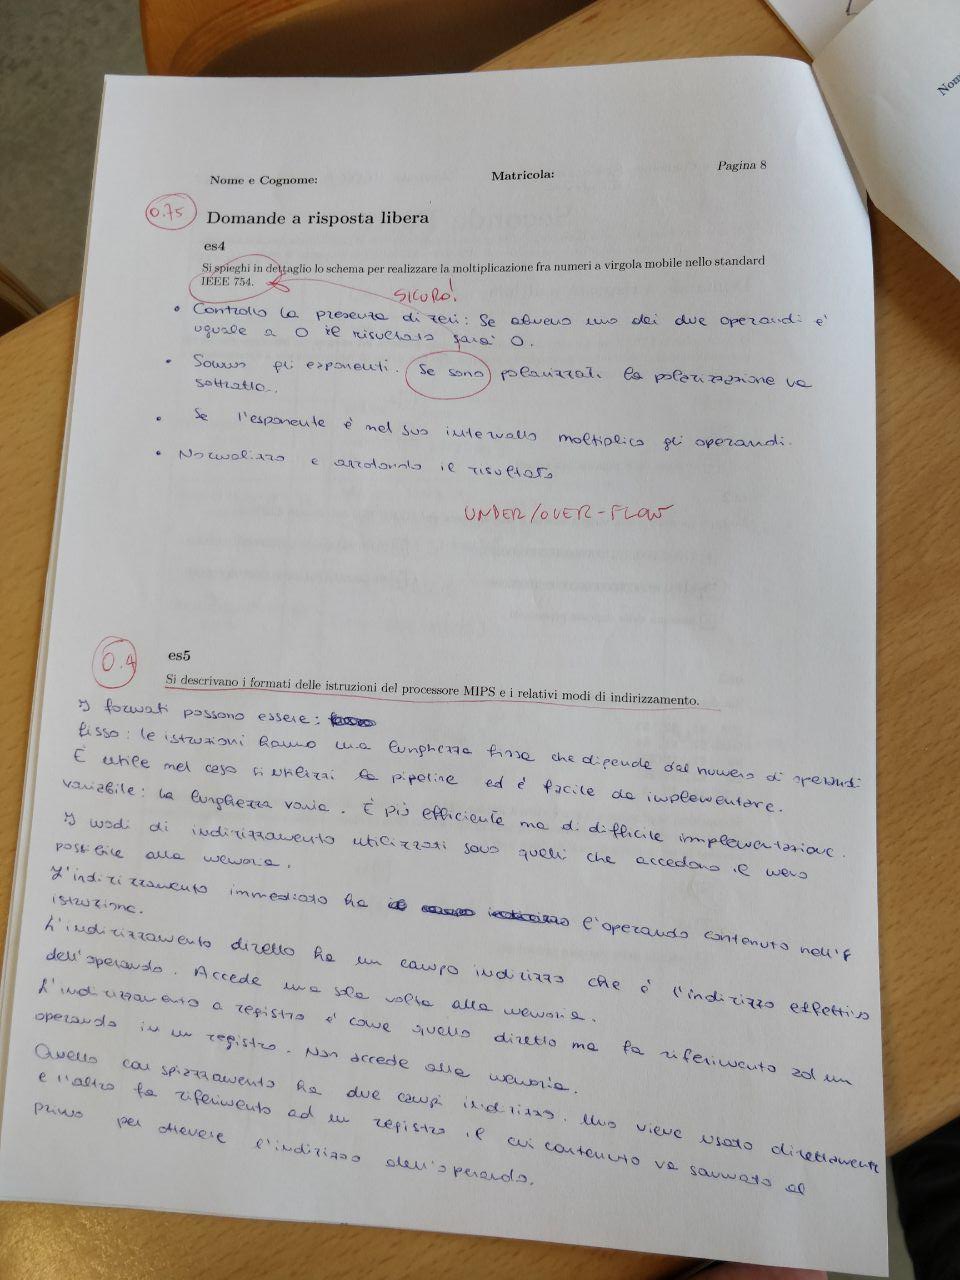 Nom
Pagina 8
Nome e Cognome: Matricola:
0.75
Domande a risposta libera
es4
Si spieghi in dettaglio lo schema per realizzare la moltiplicazione fra numeri a virgola mobile nello standard
IEEE 754.
SICURO!
• Controllo la presenza di zeri: Se almeno uno dei due operandi è
uguale a 0 il risultato sarà 0.
• Sommo gli esponenti. Se sono polarizzati la polarizzazione va
sottratta.
• Se l'esponente è nel suo intervallo moltiplico gli operandi.
• Normalizzo e arrotondo il risultato
UNDER/OVER-FLOW
0.4
es5
Si descrivano i formati delle istruzioni del processore MIPS e i relativi modi di indirizzamento.
I formati possono essere:
fisso: le istruzioni hanno una lunghezza fissa che dipende dal numero di operandi
È utile nel caso si utilizzi la pipeline ed è facile da implementare.
variabile: la lunghezza varia. È più efficiente ma di difficile implementazione.
I modi di indirizzamento utilizzati sono quelli che accedono il meno
possibile alla memoria.
L'indirizzamento immediato ha l'operando contenuto nell'
istruzione.
L'indirizzamento diretto ha un campo indirizzo che è l'indirizzo effettivo
dell'operando. Accede una sola volta alla memoria.
L'indirizzamento a registro è come quello diretto ma fa riferimento ad un
operando in un registro. Non accede alla memoria.
Quello con spiazzamento ha due campi indirizzo. Uno viene usato direttamente
e l'altro fa riferimento ad un registro il cui contenuto va sommato al
primo per ottenere l'indirizzo dell'operando.